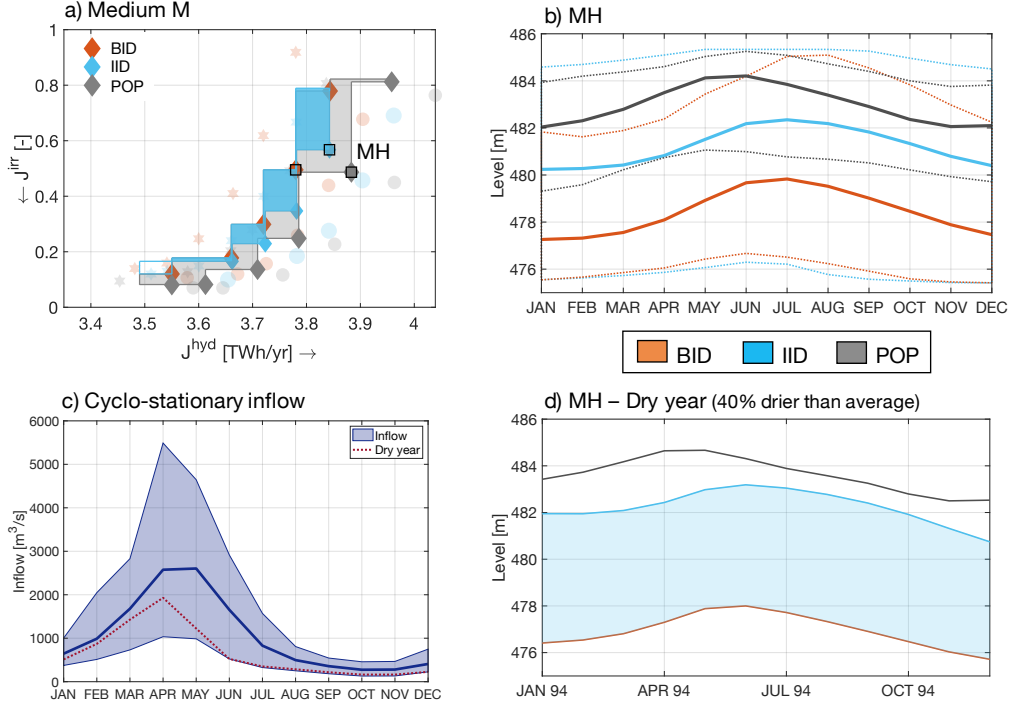 a) Medium M
1
0.8
0.6
0.4
0.2
0
← J^irr [-]
BID
IID
POP
MH
3.4 3.5 3.6 3.7 3.8 3.9 4
J^hyd [TWh/yr] →
b) MH
486
484
482
480
478
476
Level [m]
JAN FEB MAR APR MAY JUN JUL AUG SEP OCT NOV DEC
BID IID POP
c) Cyclo-stationary inflow
6000
5000
4000
3000
2000
1000
0
Inflow [m³/s]
Inflow
Dry year
JAN FEB MAR APR MAY JUN JUL AUG SEP OCT NOV DEC
d) MH – Dry year (40% drier than average)
486
484
482
480
478
476
Level [m]
JAN 94 APR 94 JUL 94 OCT 94